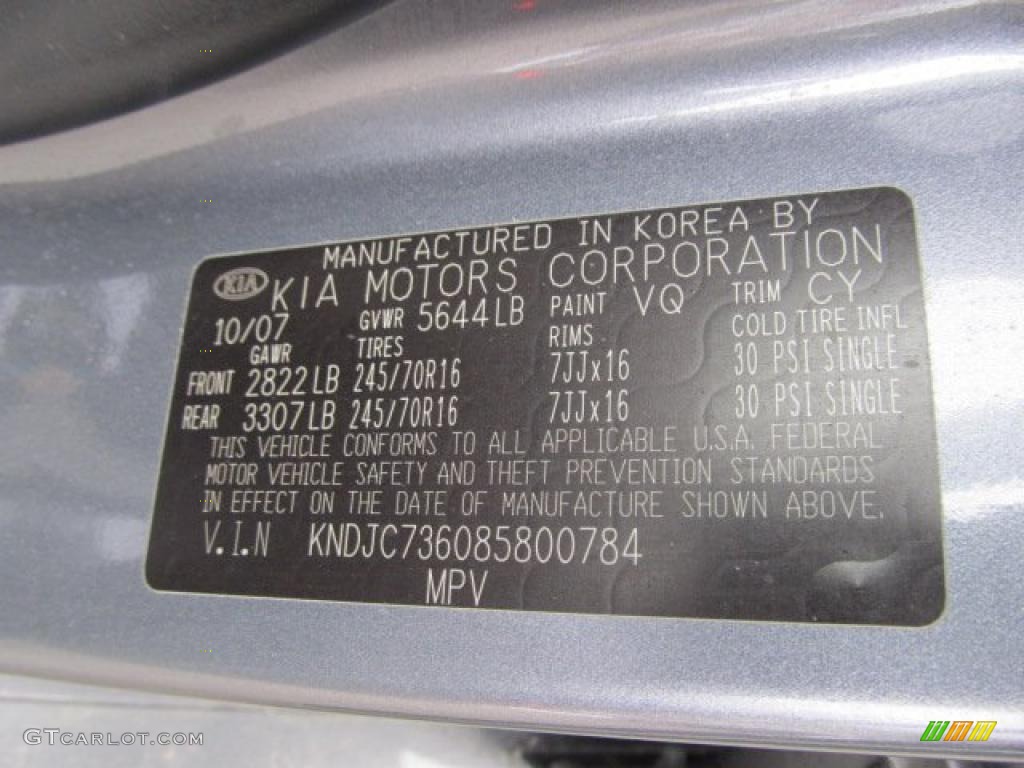 MANUFACTURED IN KOREA BY
KIA KIA MOTORS CORPORATION
10/07 GVWR 5644LB PAINT VQ TRIM CY
GAWR TIRES RIMS COLD TIRE INFL
FRONT 2822LB 245/70R16 7JJx16 30 PSI SINGLE
REAR 3307LB 245/70R16 7JJx16 30 PSI SINGLE
THIS VEHICLE CONFORMS TO ALL APPLICABLE U.S.A. FEDERAL
MOTOR VEHICLE SAFETY AND THEFT PREVENTION STANDARDS
IN EFFECT ON THE DATE OF MANUFACTURE SHOWN ABOVE.
V.I.N KNDJC736085800784
MPV
GTCARLOT.COM